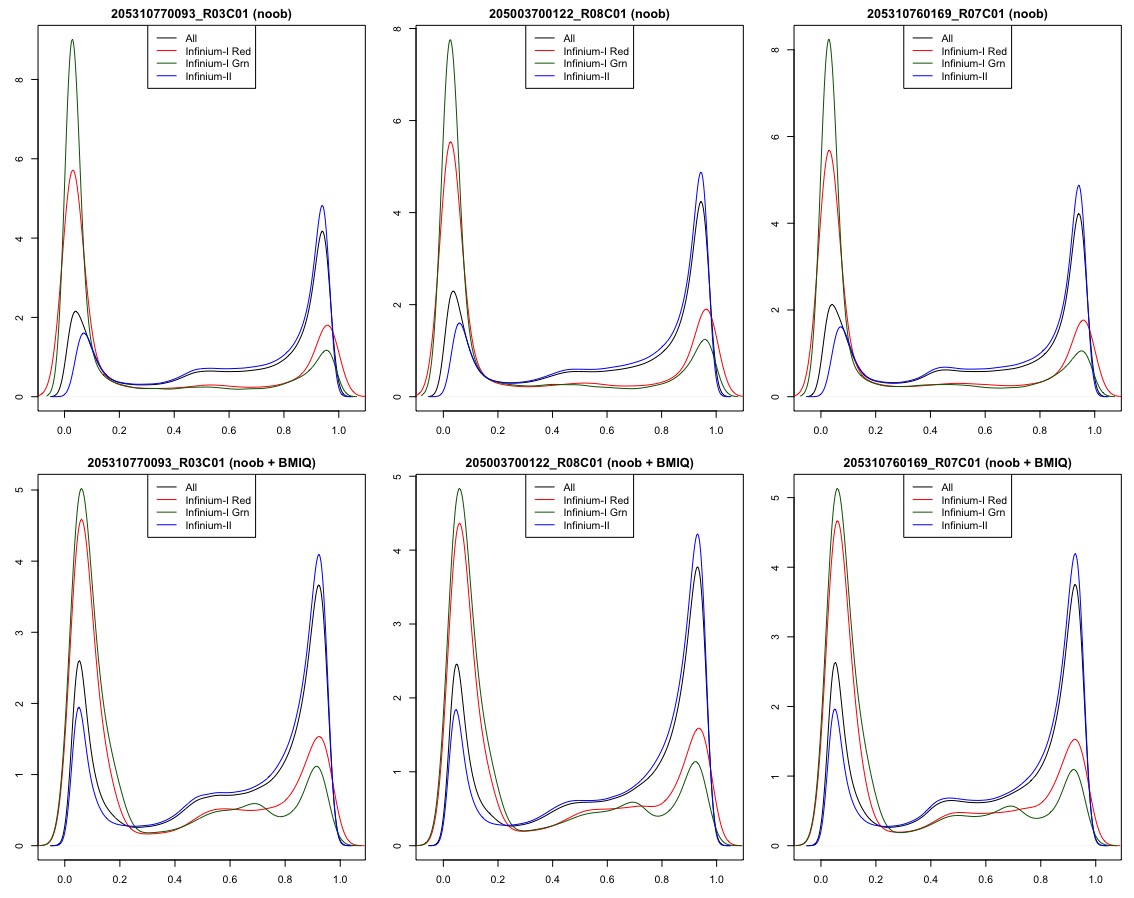 205310770093_R03C01 (noob)
All
Infinium-I Red
Infinium-I Grn
Infinium-II
0
2
4
6
8
0.0 0.2 0.4 0.6 0.8 1.0
205003700122_R08C01 (noob)
All
Infinium-I Red
Infinium-I Grn
Infinium-II
0
2
4
6
8
0.0 0.2 0.4 0.6 0.8 1.0
205310760169_R07C01 (noob)
All
Infinium-I Red
Infinium-I Grn
Infinium-II
0
2
4
6
8
0.0 0.2 0.4 0.6 0.8 1.0
205310770093_R03C01 (noob + BMIQ)
All
Infinium-I Red
Infinium-I Grn
Infinium-II
0
1
2
3
4
5
0.0 0.2 0.4 0.6 0.8 1.0
205003700122_R08C01 (noob + BMIQ)
All
Infinium-I Red
Infinium-I Grn
Infinium-II
0
1
2
3
4
5
0.0 0.2 0.4 0.6 0.8 1.0
205310760169_R07C01 (noob + BMIQ)
All
Infinium-I Red
Infinium-I Grn
Infinium-II
0
1
2
3
4
5
0.0 0.2 0.4 0.6 0.8 1.0